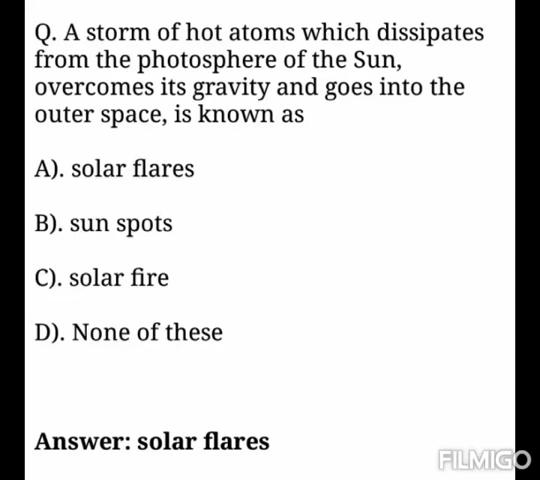 Q. A storm of hot atoms which dissipates
from the photosphere of the Sun,
overcomes its gravity and goes into the
outer space, is known as
A). solar flares
B). sun spots
C). solar fire
D). None of these
Answer: solar flares
FILMIGO